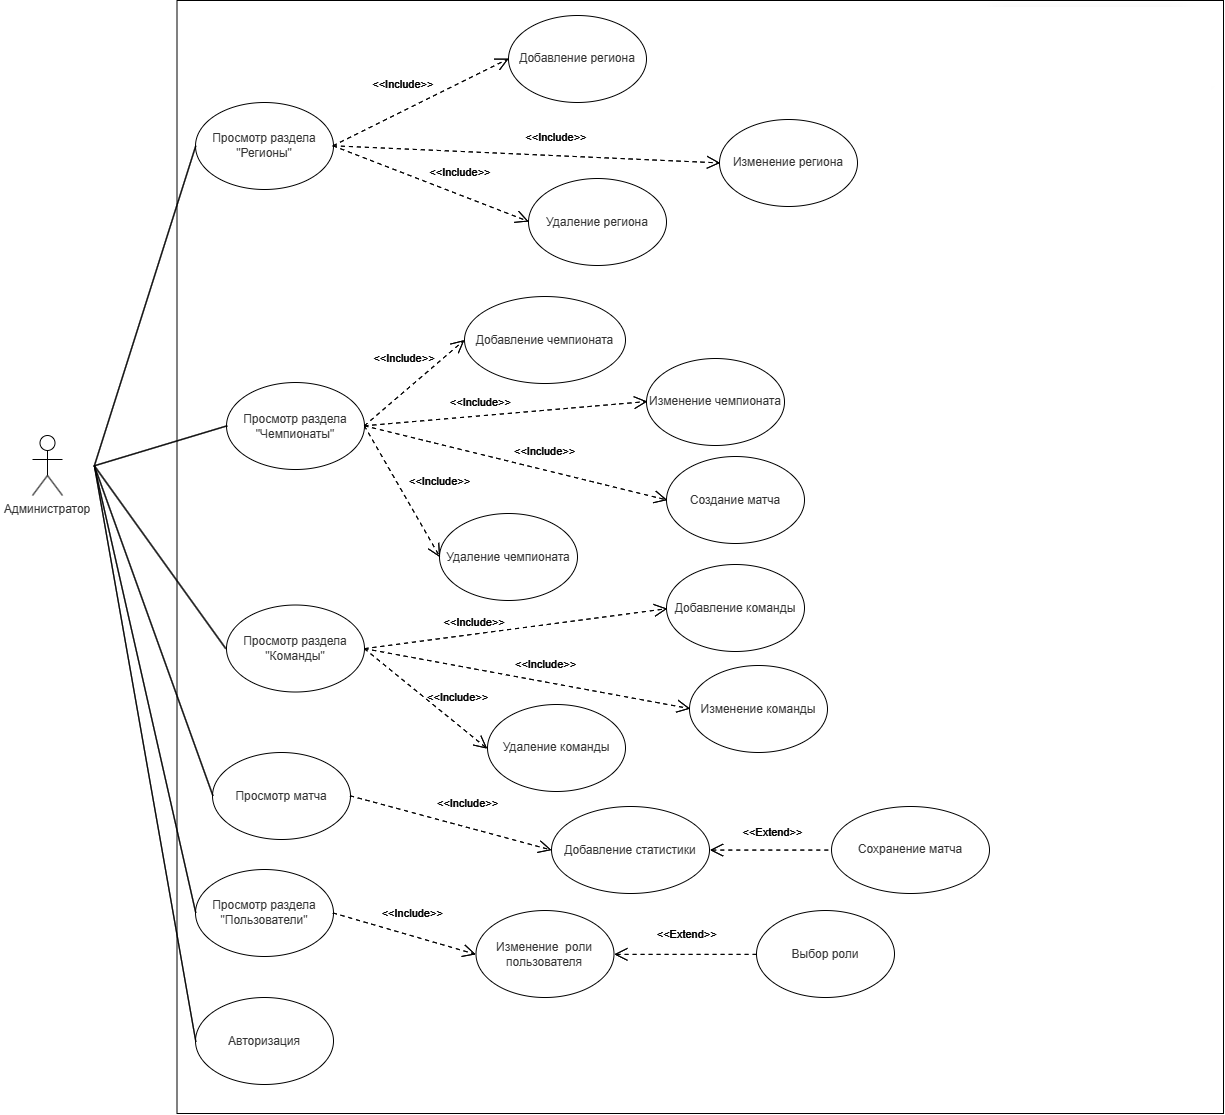 Добавление региона
<<Include>>
Просмотр раздела
"Регионы"
<<Include>>
Изменение региона
<<Include>>
Удаление региона
Добавление чемпионата
<<Include>>
Изменение чемпионата
<<Include>>
Просмотр раздела
"Чемпионаты"
<<Include>>
Создание матча
<<Include>>
Администратор
Удаление чемпионата
Добавление команды
<<Include>>
Просмотр раздела
"Команды"
<<Include>>
Изменение команды
<<Include>>
Удаление команды
Просмотр матча
<<Include>>
Добавление статистики
<<Extend>>
Сохранение матча
Просмотр раздела
"Пользователи"
<<Include>>
Изменение  роли
пользователя
<<Extend>>
Выбор роли
Авторизация